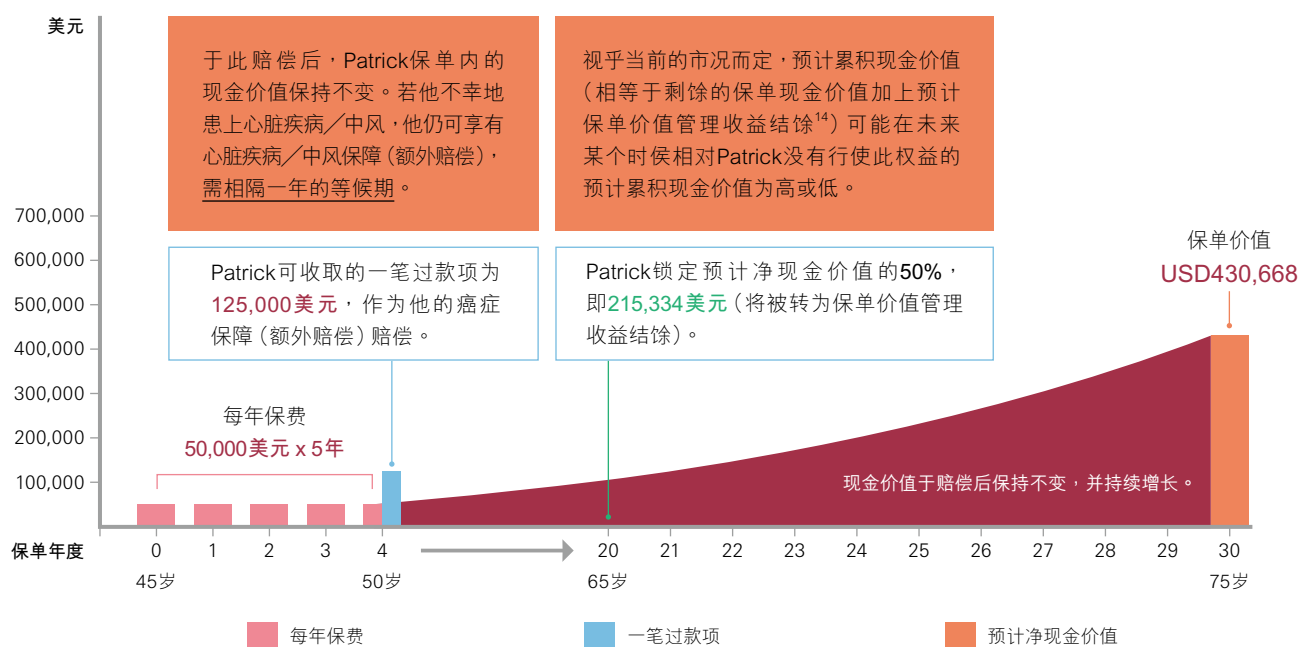 美元
于此赔偿后，Patrick保单内的
现金价值保持不变。若他不幸地
患上心脏疾病／中风，他仍可享有
心脏疾病／中风保障（额外赔偿），
需相隔一年的等候期。
视乎当前的市况而定，预计累积现金价值
（相等于剩馀的保单现金价值加上预计
保单价值管理收益结馀14）可能在未来
某个时侯相对Patrick没有行使此权益的
预计累积现金价值为高或低。
700,000
600,000
500,000
400,000
300,000
200,000
100,000
Patrick可收取的一笔过款项为
125,000美元，作为他的癌症
保障（额外赔偿）赔偿。
Patrick锁定预计净现金价值的50%，
即215,334美元（将被转为保单价值管理
收益结馀）。
保单价值
USD430,668
每年保费
50,000美元 x 5年
现金价值于赔偿后保持不变，并持续增长。
保单年度 0 1 2 3 4 20 21 22 23 24 25 26 27 28 29 30
45岁 50岁 65岁 75岁
每年保费 一笔过款项 预计净现金价值